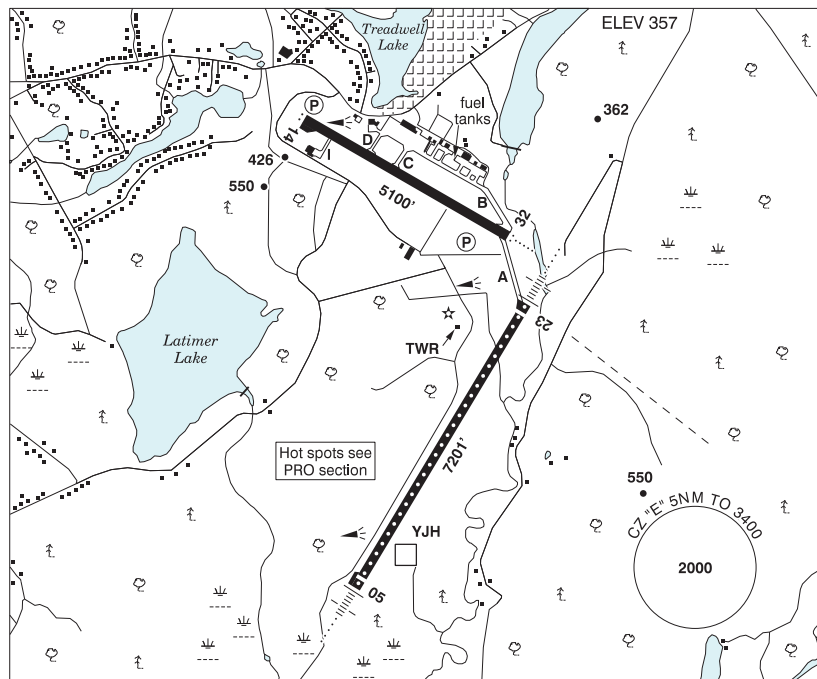 Treadwell
Lake
ELEV 357
fuel
tanks
362
P
14
D
I
C
426
550
5100'
B
32
P
A
23
Latimer
Lake
TWR
Hot spots see
PRO section
7201'
550
CZ "E" 5NM TO 3400
2000
YJH
05